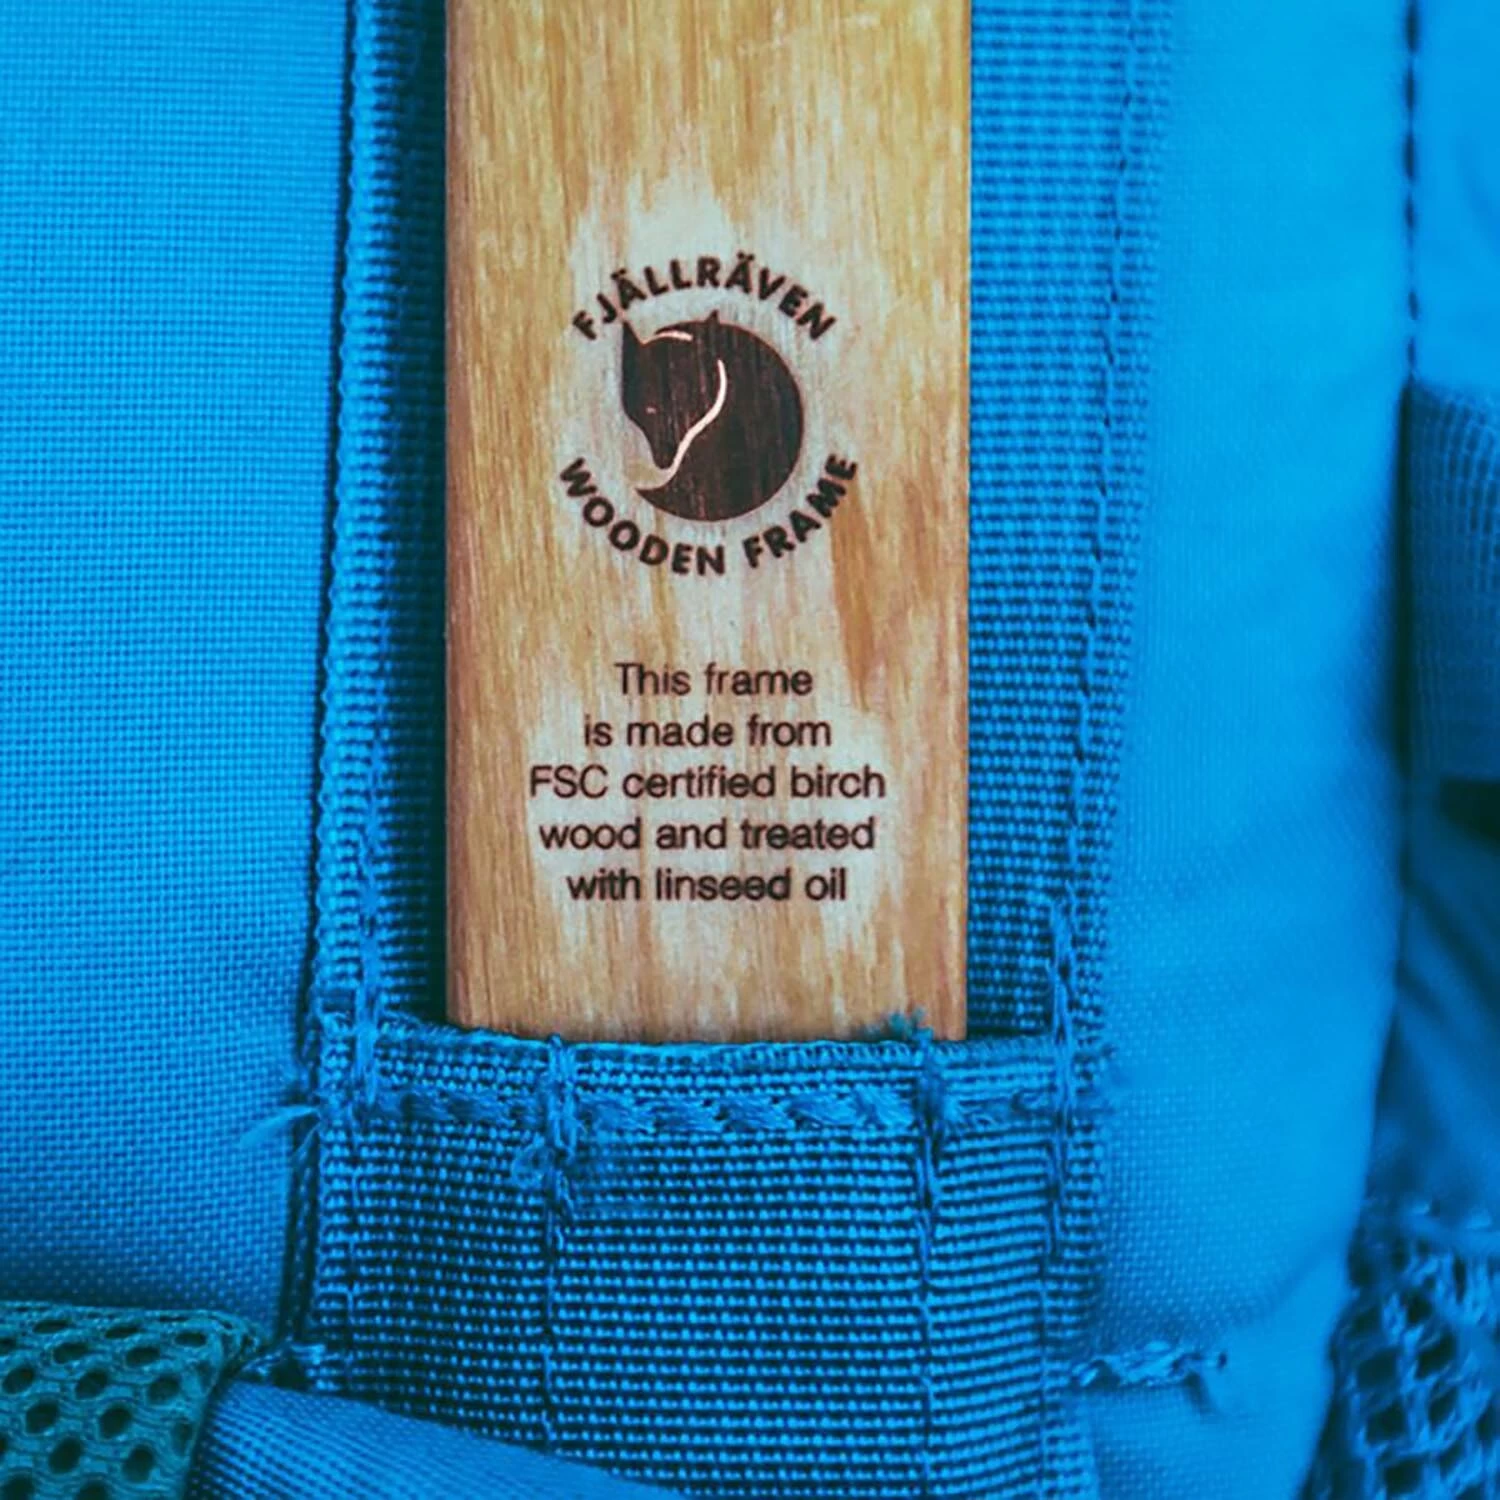 FJÄLLRÄVEN
WOODEN FRAME
This frame
is made from
FSC certified birch
wood and treated
with linseed oil